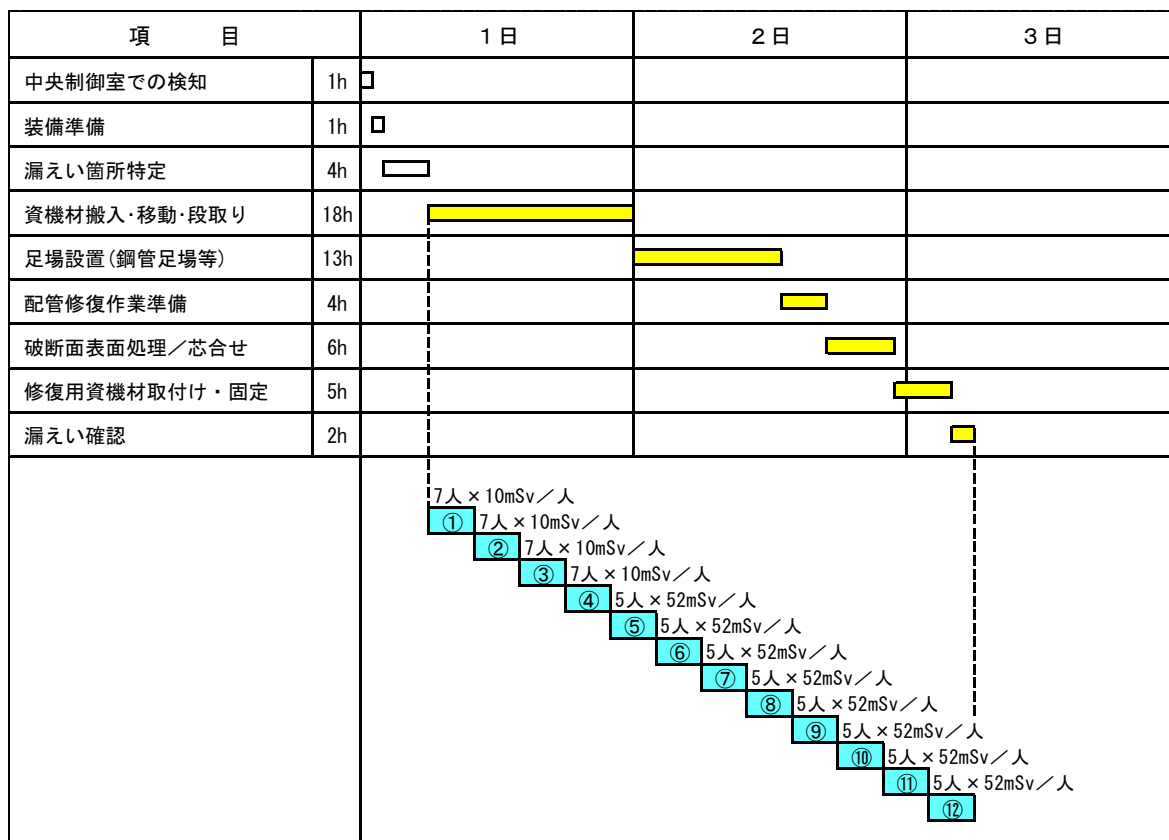 項 目 1日 2日 3日
中央制御室での検知 1h
装備準備 1h
漏えい箇所特定 4h
資機材搬入・移動・段取り 18h
足場設置(鋼管足場等) 13h
配管修復作業準備 4h
破断面表面処理／芯合せ 6h
修復用資機材取付け・固定 5h
漏えい確認 2h
7人×10mSv／人
① 7人×10mSv／人
② 7人×10mSv／人
③ 7人×10mSv／人
④ 5人×52mSv／人
⑤ 5人×52mSv／人
⑥ 5人×52mSv／人
⑦ 5人×52mSv／人
⑧ 5人×52mSv／人
⑨ 5人×52mSv／人
⑩ 5人×52mSv／人
⑪ 5人×52mSv／人
⑫